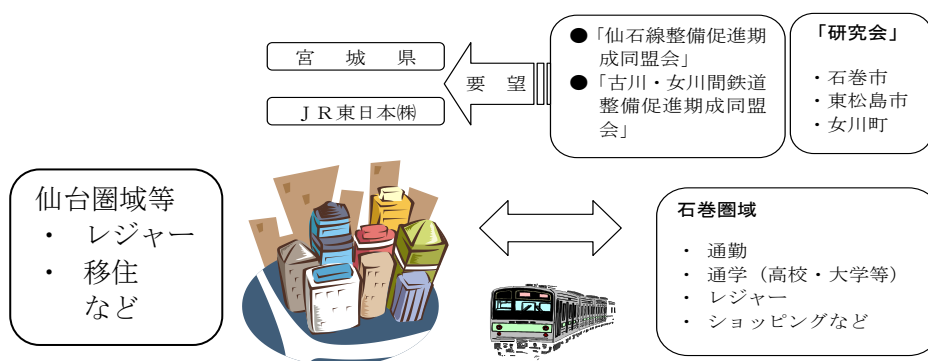 宮　城　県
ＪＲ東日本㈱
要　望
●「仙石線整備促進期
成同盟会」
●「古川・女川間鉄道
整備促進期成同盟
会」
「研究会」
・石巻市
・東松島市
・女川町
仙台圏域等
・ レジャー
・ 移住
など
石巻圏域
・ 通勤
・ 通学（高校・大学等）
・ レジャー
・ ショッピングなど